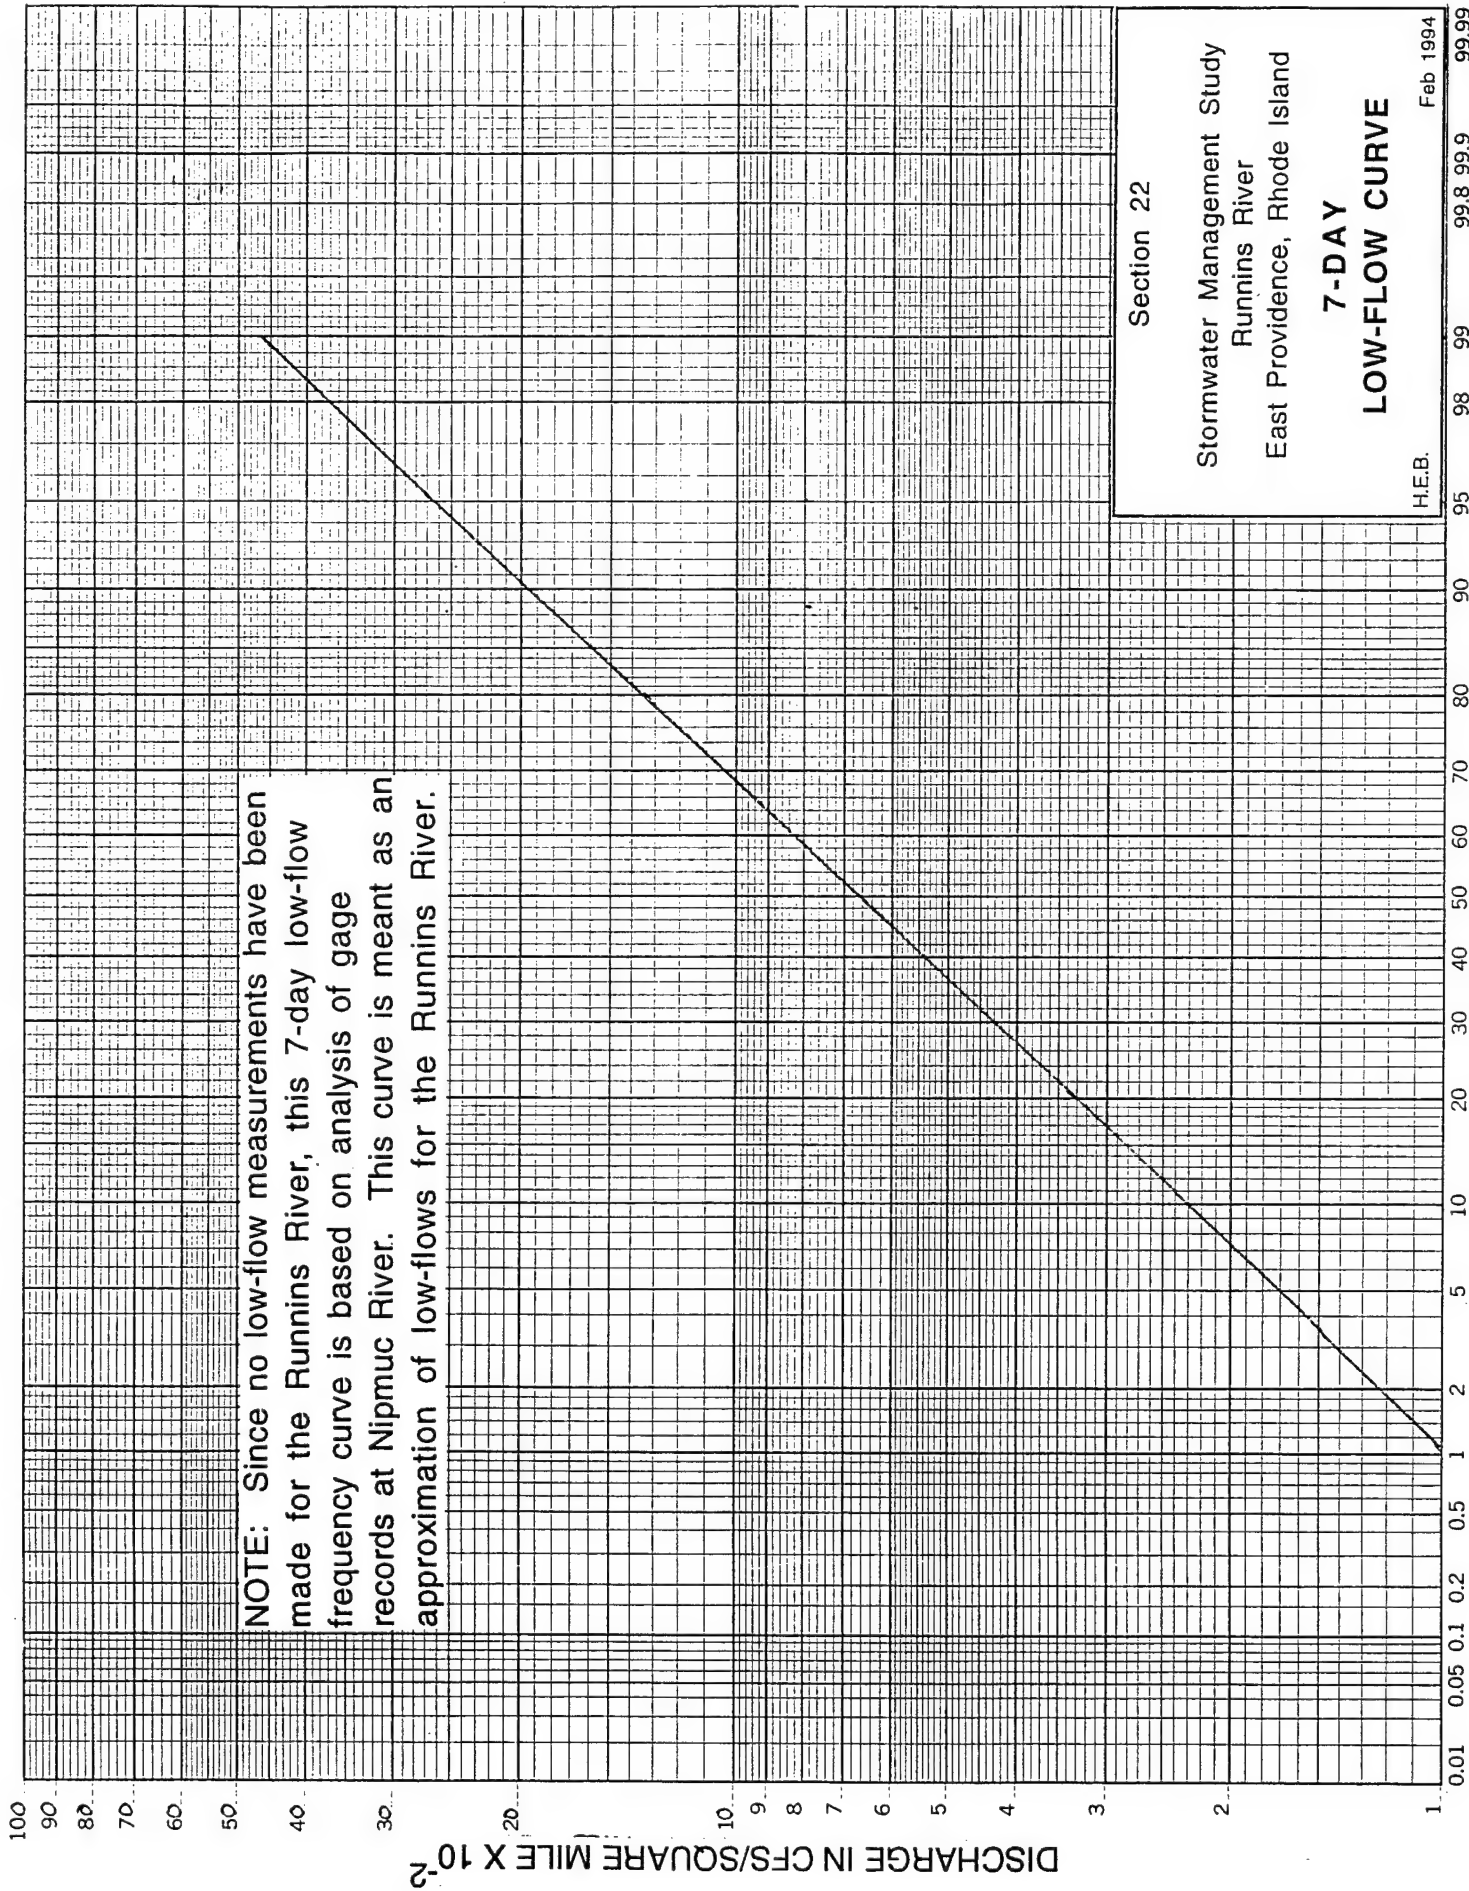 NOTE: Since no low-flow measurements have been
made for the Runnins River, this 7-day low-flow
frequency curve is based on analysis of gage
records at Nipmuc River. This curve is meant as an
approximation of low-flows for the Runnins River.
DISCHARGE IN CFS/SQUARE MILE X 10-2
100
90
80
70
60
50
40
30
20
10
9
8
7
6
5
4
3
2
1
0.01 0.05 0.1 0.2 0.5 1 2 5 10 20 30 40 50 60 70 80 90 95 98 99 99.8 99.9 99.99
Section 22
Stormwater Management Study
Runnins River
East Providence, Rhode Island
7-DAY
LOW-FLOW CURVE
H.E.B. Feb 1994